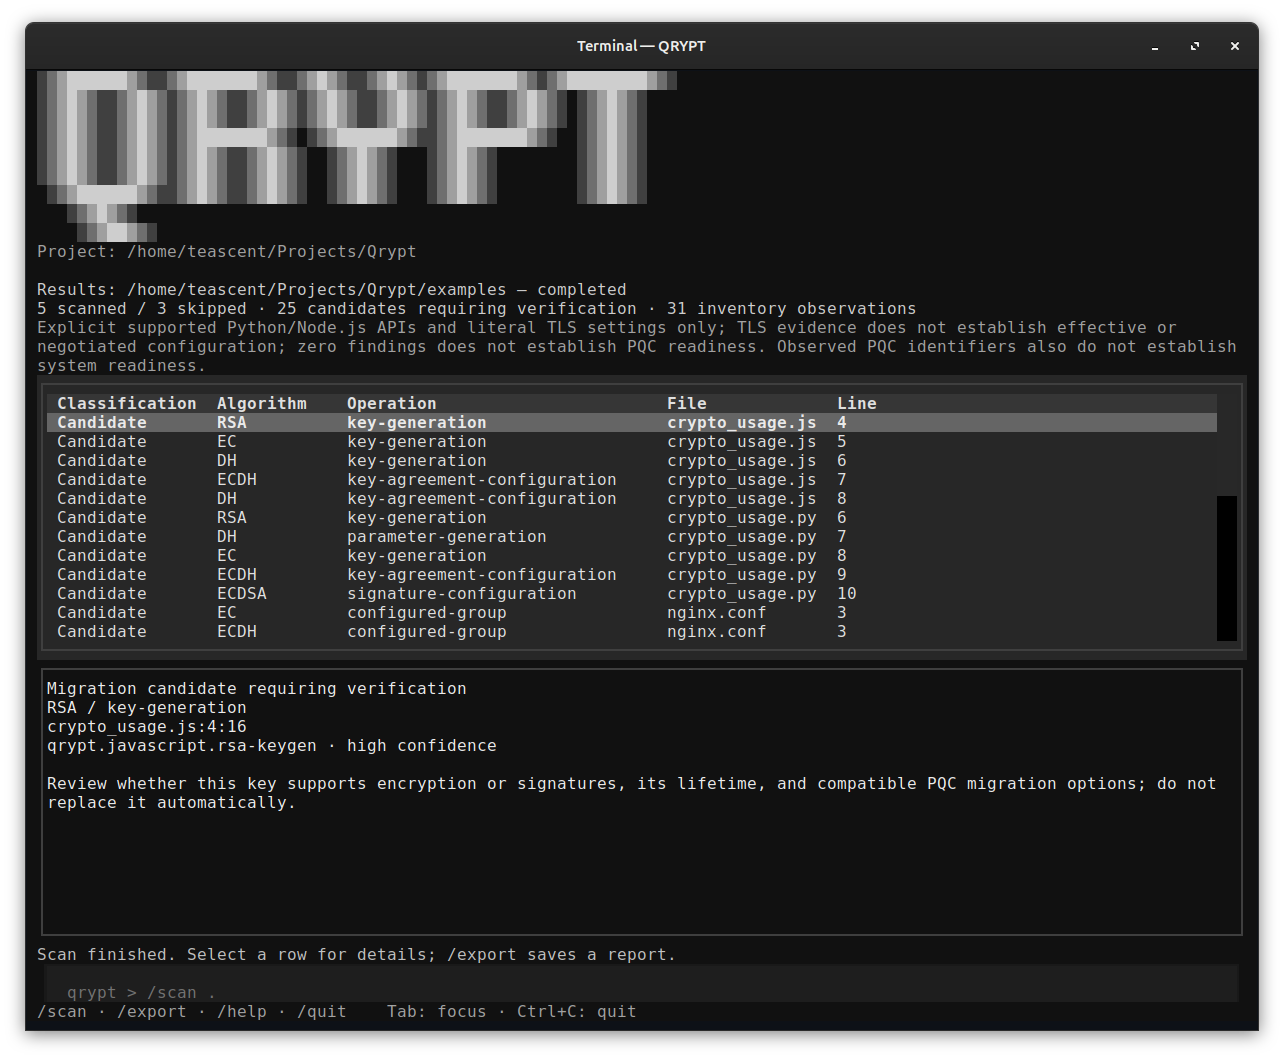 Terminal — QRYPT
QRYPT
Project: /home/teascent/Projects/Qrypt
Results: /home/teascent/Projects/Qrypt/examples — completed
5 scanned / 3 skipped · 25 candidates requiring verification · 31 inventory observations
Explicit supported Python/Node.js APIs and literal TLS settings only; TLS evidence does not establish effective or
negotiated configuration; zero findings does not establish PQC readiness. Observed PQC identifiers also do not establish
system readiness.
Classification Algorithm Operation File Line
Candidate RSA key-generation crypto_usage.js 4
Candidate EC key-generation crypto_usage.js 5
Candidate DH key-generation crypto_usage.js 6
Candidate ECDH key-agreement-configuration crypto_usage.js 7
Candidate DH key-agreement-configuration crypto_usage.js 8
Candidate RSA key-generation crypto_usage.py 6
Candidate DH parameter-generation crypto_usage.py 7
Candidate EC key-generation crypto_usage.py 8
Candidate ECDH key-agreement-configuration crypto_usage.py 9
Candidate ECDSA signature-configuration crypto_usage.py 10
Candidate EC configured-group nginx.conf 3
Candidate ECDH configured-group nginx.conf 3
Migration candidate requiring verification
RSA / key-generation
crypto_usage.js:4:16
qrypt.javascript.rsa-keygen · high confidence
Review whether this key supports encryption or signatures, its lifetime, and compatible PQC migration options; do not
replace it automatically.
Scan finished. Select a row for details; /export saves a report.
qrypt > /scan .
/scan · /export · /help · /quit Tab: focus · Ctrl+C: quit